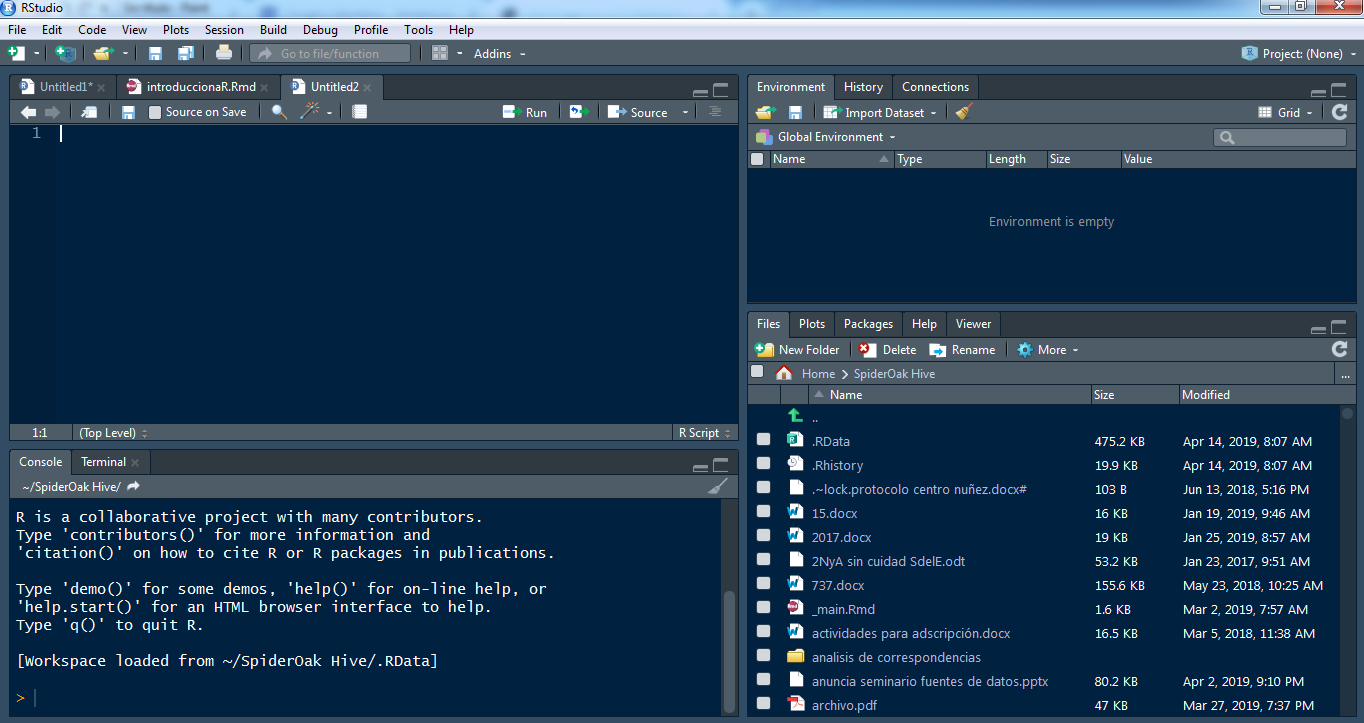 RStudio
File Edit Code View Plots Session Build Debug Profile Tools Help
Go to file/function Addins Project: (None)
Untitled1* introduccionaR.Rmd Untitled2
Source on Save Run Source
1
1:1 (Top Level) R Script
Console Terminal
~/SpiderOak Hive/
R is a collaborative project with many contributors.
Type 'contributors()' for more information and
'citation()' on how to cite R or R packages in publications.
Type 'demo()' for some demos, 'help()' for on-line help, or
'help.start()' for an HTML browser interface to help.
Type 'q()' to quit R.
[Workspace loaded from ~/SpiderOak Hive/.RData]
>
Environment History Connections
Import Dataset Grid
Global Environment
Name Type Length Size Value
Environment is empty
Files Plots Packages Help Viewer
New Folder Delete Rename More
Home SpiderOak Hive ...
Name Size Modified
..
.RData 475.2 KB Apr 14, 2019, 8:07 AM
.Rhistory 19.9 KB Apr 14, 2019, 8:07 AM
.~lock.protocolo centro nuñez.docx# 103 B Jun 13, 2018, 5:16 PM
15.docx 16 KB Jan 19, 2019, 9:46 AM
2017.docx 19 KB Jan 25, 2019, 8:57 AM
2NyA sin cuidad SdelE.odt 53.2 KB Jan 23, 2017, 9:51 AM
737.docx 155.6 KB May 23, 2018, 10:25 AM
_main.Rmd 1.6 KB Mar 2, 2019, 7:57 AM
actividades para adscripción.docx 16.5 KB Mar 5, 2018, 11:38 AM
analisis de correspondencias
anuncia seminario fuentes de datos.pptx 80.2 KB Apr 2, 2019, 9:10 PM
archivo.pdf 47 KB Mar 27, 2019, 7:37 PM